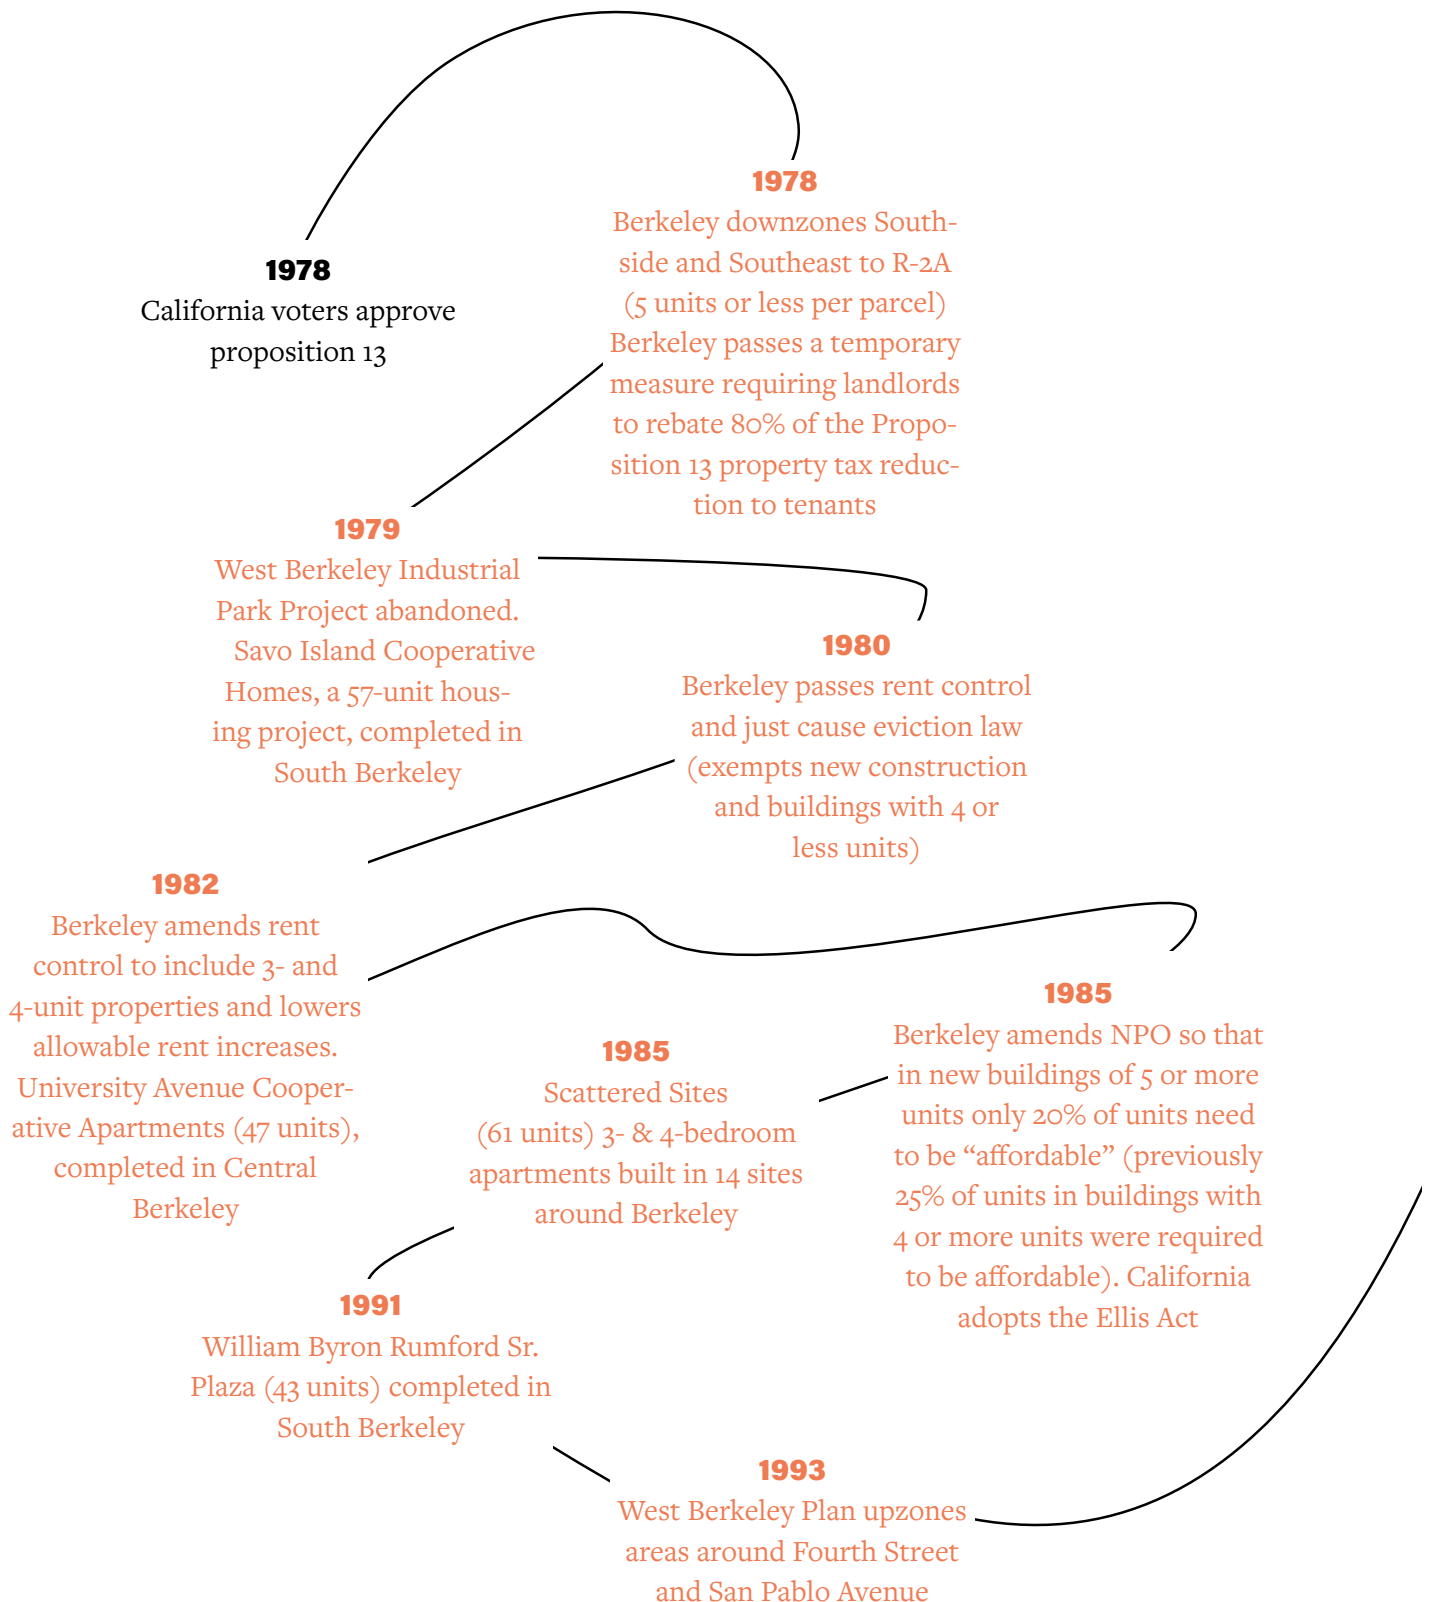 1978
California voters approve
proposition 13
1978
Berkeley downzones South-
side and Southeast to R-2A
(5 units or less per parcel)
Berkeley passes a temporary
measure requiring landlords
to rebate 80% of the Propo-
sition 13 property tax reduc-
tion to tenants
1979
West Berkeley Industrial
Park Project abandoned.
Savo Island Cooperative
Homes, a 57-unit hous-
ing project, completed in
South Berkeley
1980
Berkeley passes rent control
and just cause eviction law
(exempts new construction
and buildings with 4 or
less units)
1982
Berkeley amends rent
control to include 3- and
4-unit properties and lowers
allowable rent increases.
University Avenue Cooper-
ative Apartments (47 units),
completed in Central
Berkeley
1985
Berkeley amends NPO so that
in new buildings of 5 or more
units only 20% of units need
to be “affordable” (previously
25% of units in buildings with
4 or more units were required
to be affordable). California
adopts the Ellis Act
1985
Scattered Sites
(61 units) 3- & 4-bedroom
apartments built in 14 sites
around Berkeley
1991
William Byron Rumford Sr.
Plaza (43 units) completed in
South Berkeley
1993
West Berkeley Plan upzones
areas around Fourth Street
and San Pablo Avenue